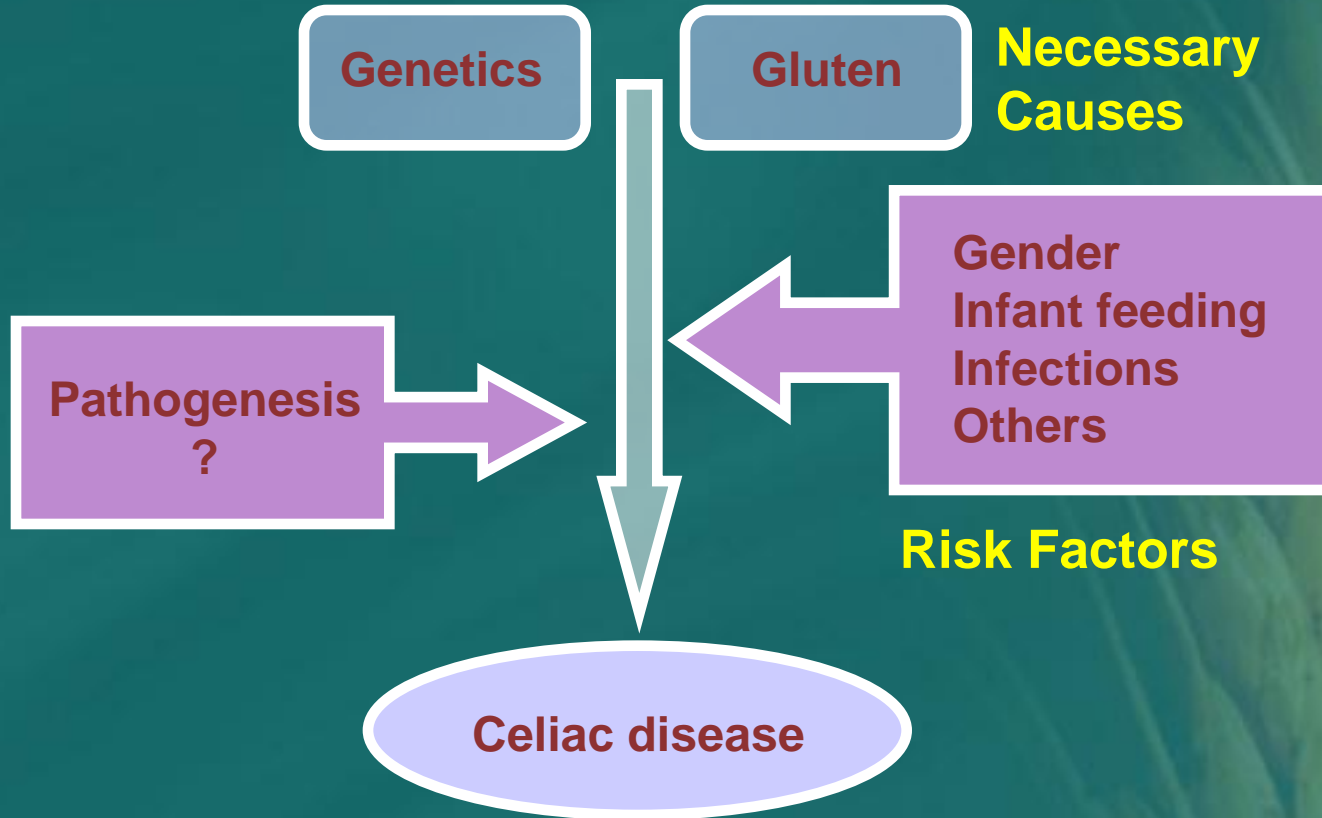 Genetics
Gluten
Necessary
Causes
Gender
Infant feeding
Infections
Others
Pathogenesis
?
Risk Factors
Celiac disease